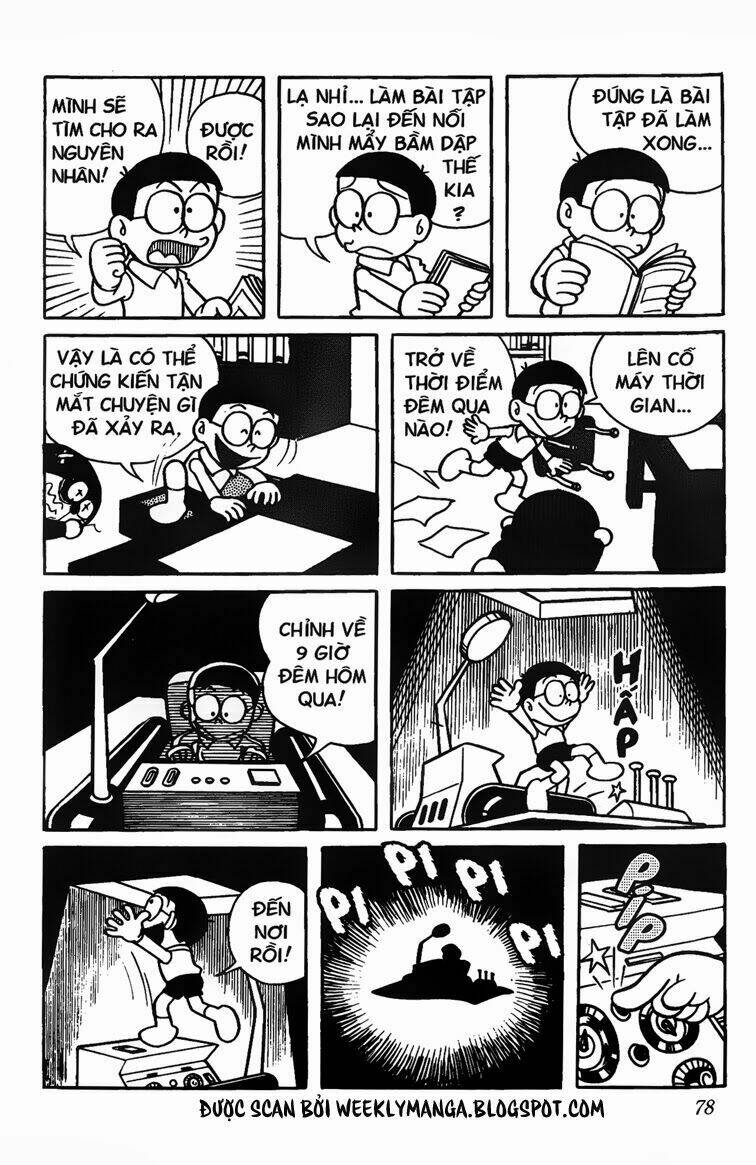 ĐÚNG LÀ BÀI
TẬP ĐÃ LÀM
XONG...
LẠ NHỈ... LÀM BÀI TẬP
SAO LẠI ĐẾN NỖI
MÌNH MẨY BẦM DẬP
THẾ
KIA
?
ĐƯỢC
RỒI!
MÌNH SẼ
TÌM CHO RA
NGUYÊN
NHÂN!
LÊN CỖ
MÁY THỜI
GIAN...
TRỞ VỀ
THỜI ĐIỂM
ĐÊM QUA
NÀO!
VẬY LÀ CÓ THỂ
CHỨNG KIẾN TẬN
MẮT CHUYỆN GÌ
ĐÃ XẢY RA.
HẤP
CHỈNH VỀ
9 GIỜ
ĐÊM HÔM
QUA!
PÍP
PI PI PI PI
ĐẾN
NƠI
RỒI!
ĐƯỢC SCAN BỞI WEEKLYMANGA.BLOGSPOT.COM
78